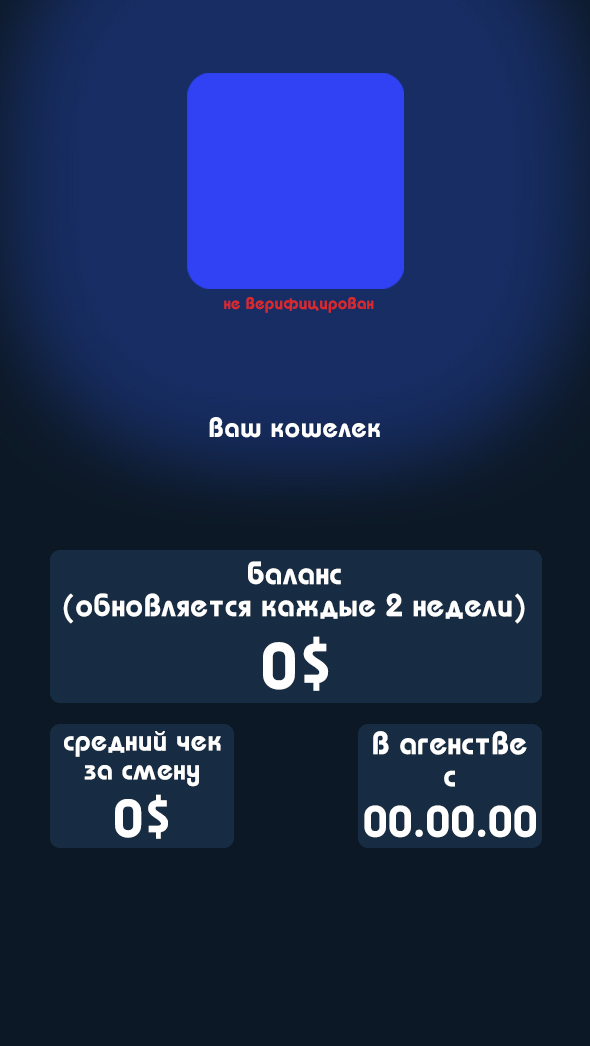 не верифицирован
Ваш кошелек
баланс
(обновляется каждые 2 недели)
0$
средний чек
за смену
0$
В агенстве
с
00.00.00